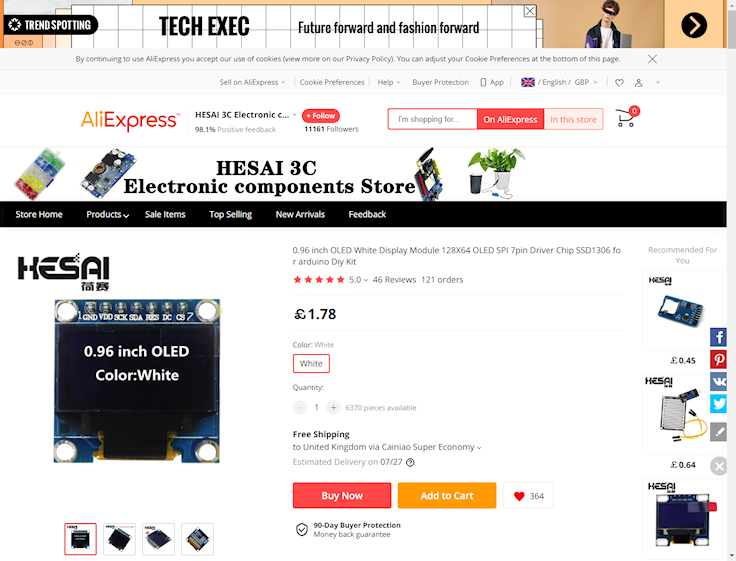 TREND SPOTTING
TECH EXEC
Future forward and fashion forward
By continuing to use AliExpress you accept our use of cookies (view more on our Privacy Policy). You can adjust your Cookie Preferences at the bottom of this page.
Sell on AliExpress
Cookie Preferences
Help
Buyer Protection
App
/ English / GBP
AliExpress™
HESAI 3C Electronic c...
+ Follow
98.1% Positive feedback
11161 Followers
I'm shopping for...
On AliExpress
In this store
0
HESAI 3C
Electronic components Store
Store Home
Products
Sale Items
Top Selling
New Arrivals
Feedback
HESAI
荷赛
1 GND VDD SCK SDA RES DC CS 7
0.96 inch OLED
Color:White
0.96 inch OLED White Display Module 128X64 OLED SPI 7pin Driver Chip SSD1306 fo
r arduino Diy Kit
5.0
46 Reviews
121 orders
£1.78
Color: White
White
Quantity:
− 1 +
6370 pieces available
Free Shipping
to United Kingdom via Cainiao Super Economy
Estimated Delivery on 07/27
Buy Now
Add to Cart
364
90-Day Buyer Protection
Money back guarantee
Recommended For
You
HESAI
£0.45
HESAI
£0.64
HESAI